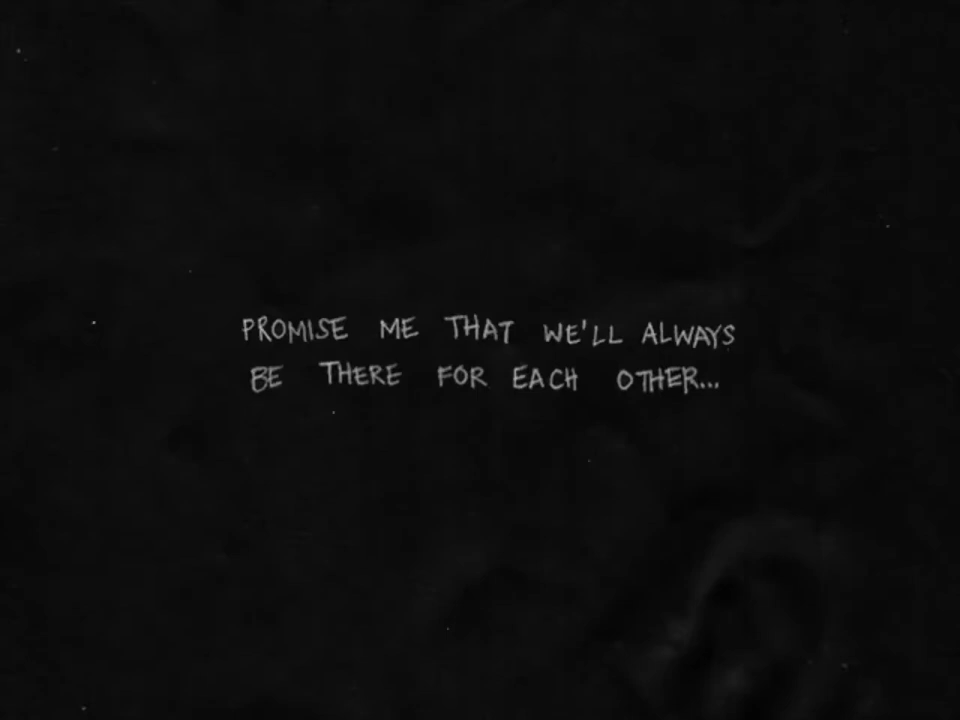 PROMISE ME THAT WE'LL ALWAYS
BE THERE FOR EACH OTHER...